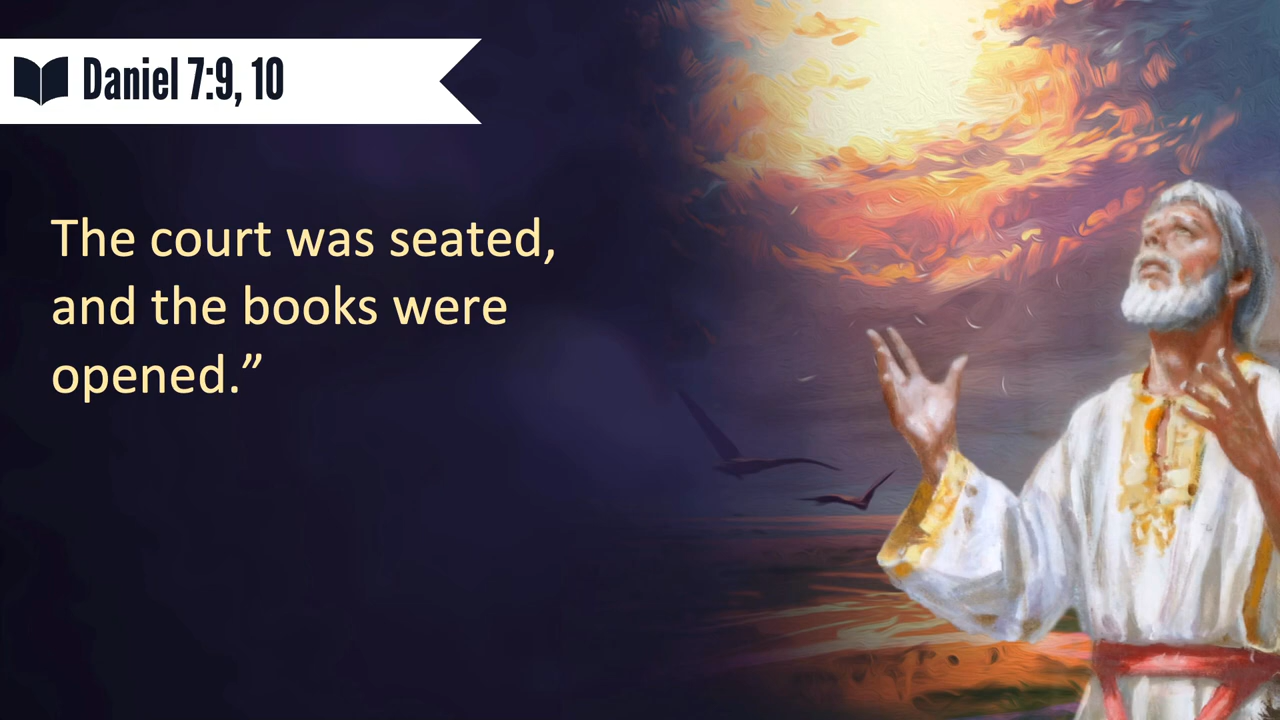 Daniel 7:9, 10
The court was seated,
and the books were
opened.”